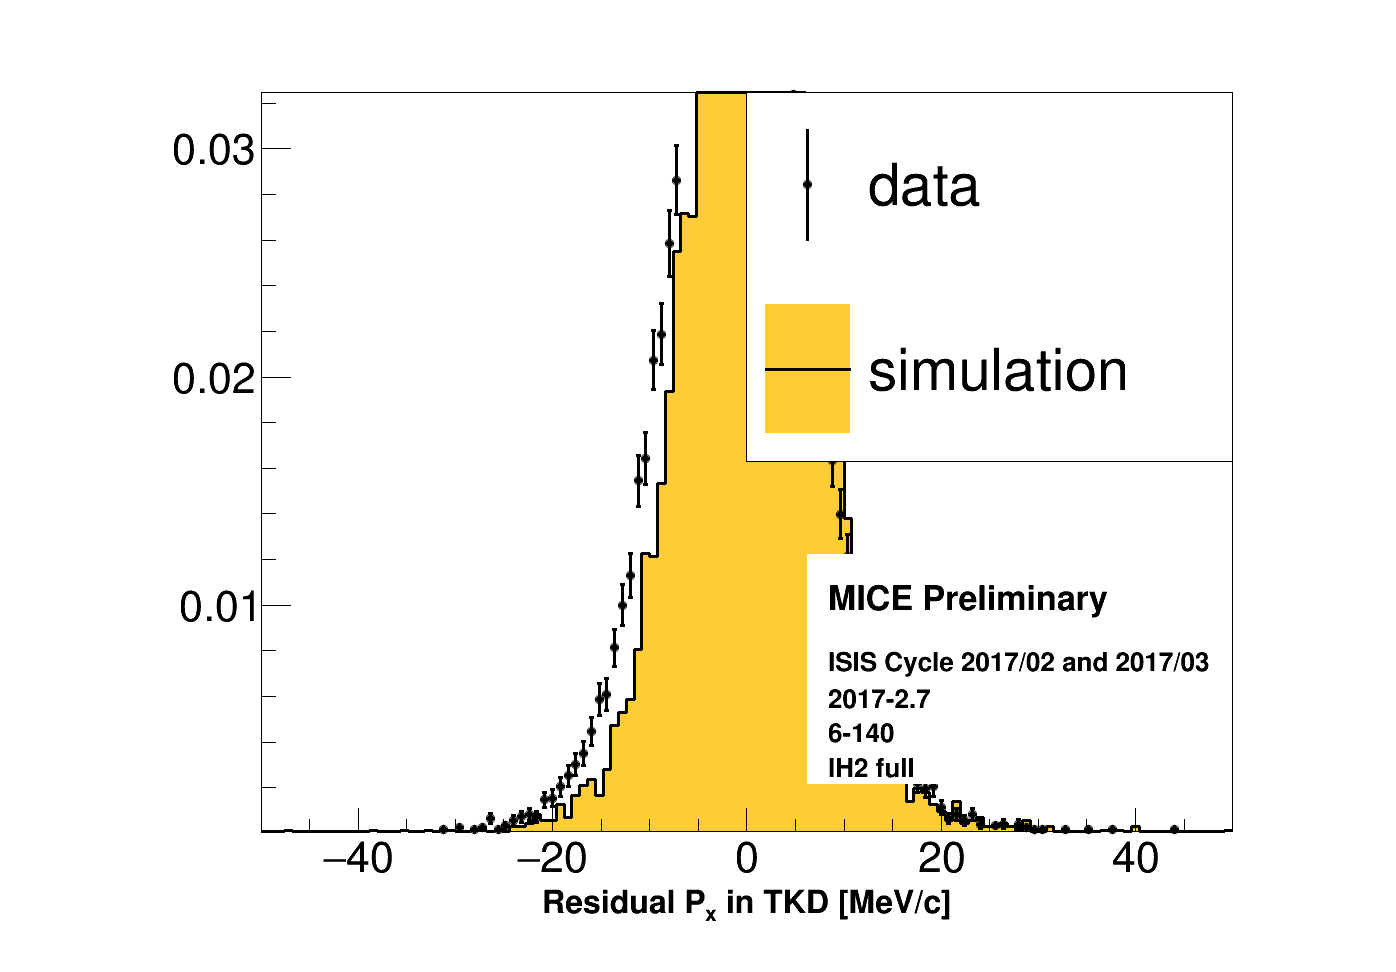 0.03
0.02
0.01
data
simulation
MICE Preliminary
ISIS Cycle 2017/02 and 2017/03
2017-2.7
6-140
IH2 full
−40 −20 0 20 40
Residual Px in TKD [MeV/c]